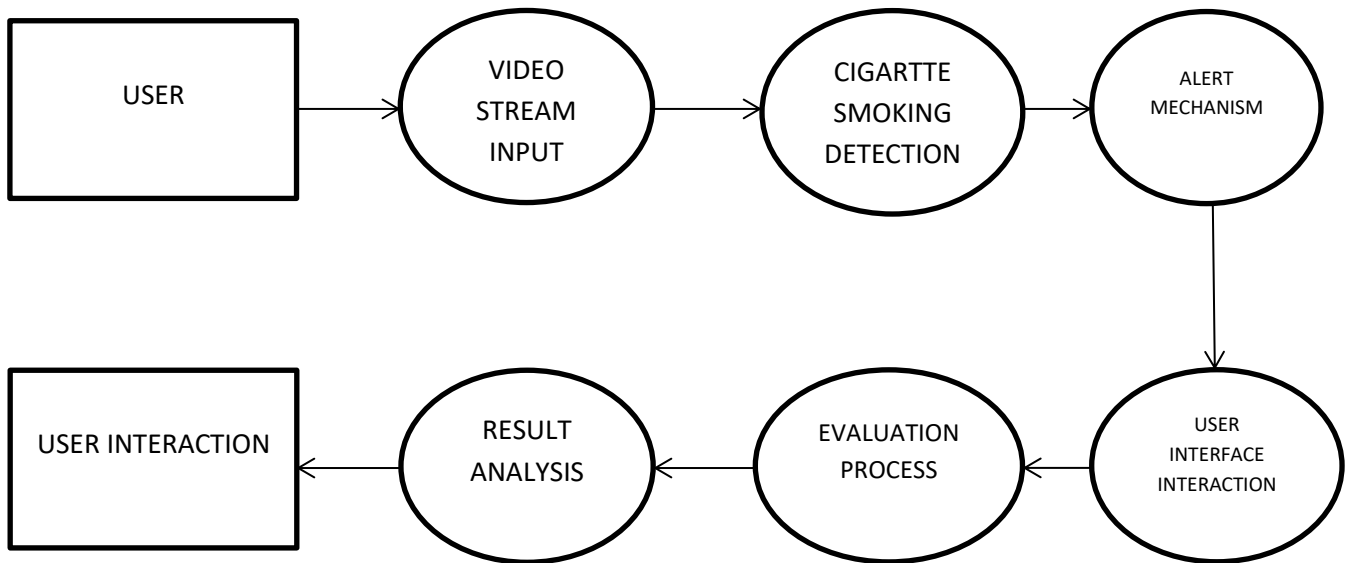 USER
VIDEO
STREAM
INPUT
CIGARTTE
SMOKING
DETECTION
ALERT
MECHANISM
USER INTERACTION
RESULT
ANALYSIS
EVALUATION
PROCESS
USER
INTERFACE
INTERACTION